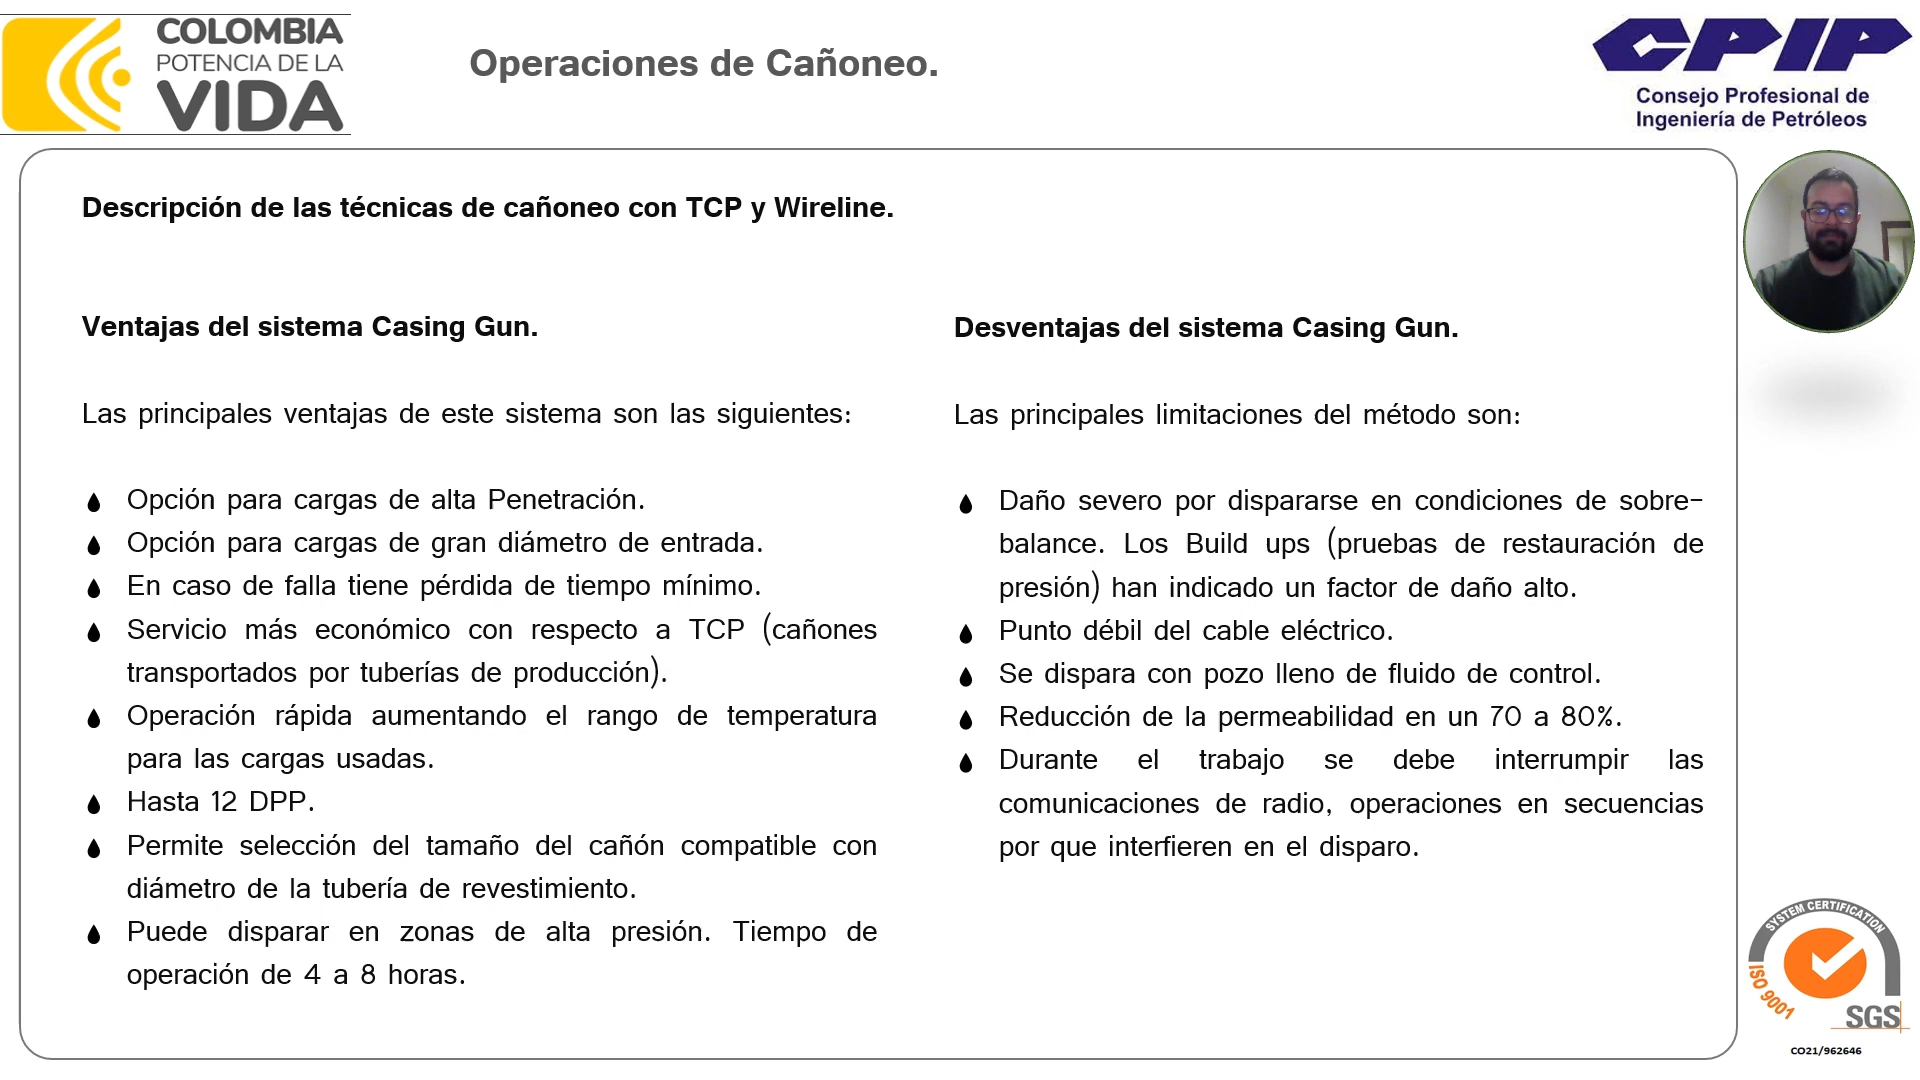 COLOMBIA
POTENCIA DE LA
VIDA
Operaciones de Cañoneo.
CPIP
Consejo Profesional de
Ingeniería de Petróleos
Descripción de las técnicas de cañoneo con TCP y Wireline.
Ventajas del sistema Casing Gun.
Las principales ventajas de este sistema son las siguientes:
Opción para cargas de alta Penetración.
Opción para cargas de gran diámetro de entrada.
En caso de falla tiene pérdida de tiempo mínimo.
Servicio más económico con respecto a TCP (cañones
transportados por tuberías de producción).
Operación rápida aumentando el rango de temperatura
para las cargas usadas.
Hasta 12 DPP.
Permite selección del tamaño del cañón compatible con
diámetro de la tubería de revestimiento.
Puede disparar en zonas de alta presión. Tiempo de
operación de 4 a 8 horas.
Desventajas del sistema Casing Gun.
Las principales limitaciones del método son:
Daño severo por dispararse en condiciones de sobre-
balance. Los Build ups (pruebas de restauración de
presión) han indicado un factor de daño alto.
Punto débil del cable eléctrico.
Se dispara con pozo lleno de fluido de control.
Reducción de la permeabilidad en un 70 a 80%.
Durante el trabajo se debe interrumpir las
comunicaciones de radio, operaciones en secuencias
por que interfieren en el disparo.
SYSTEM CERTIFICATION
ISO 9001
SGS
CO21/962646